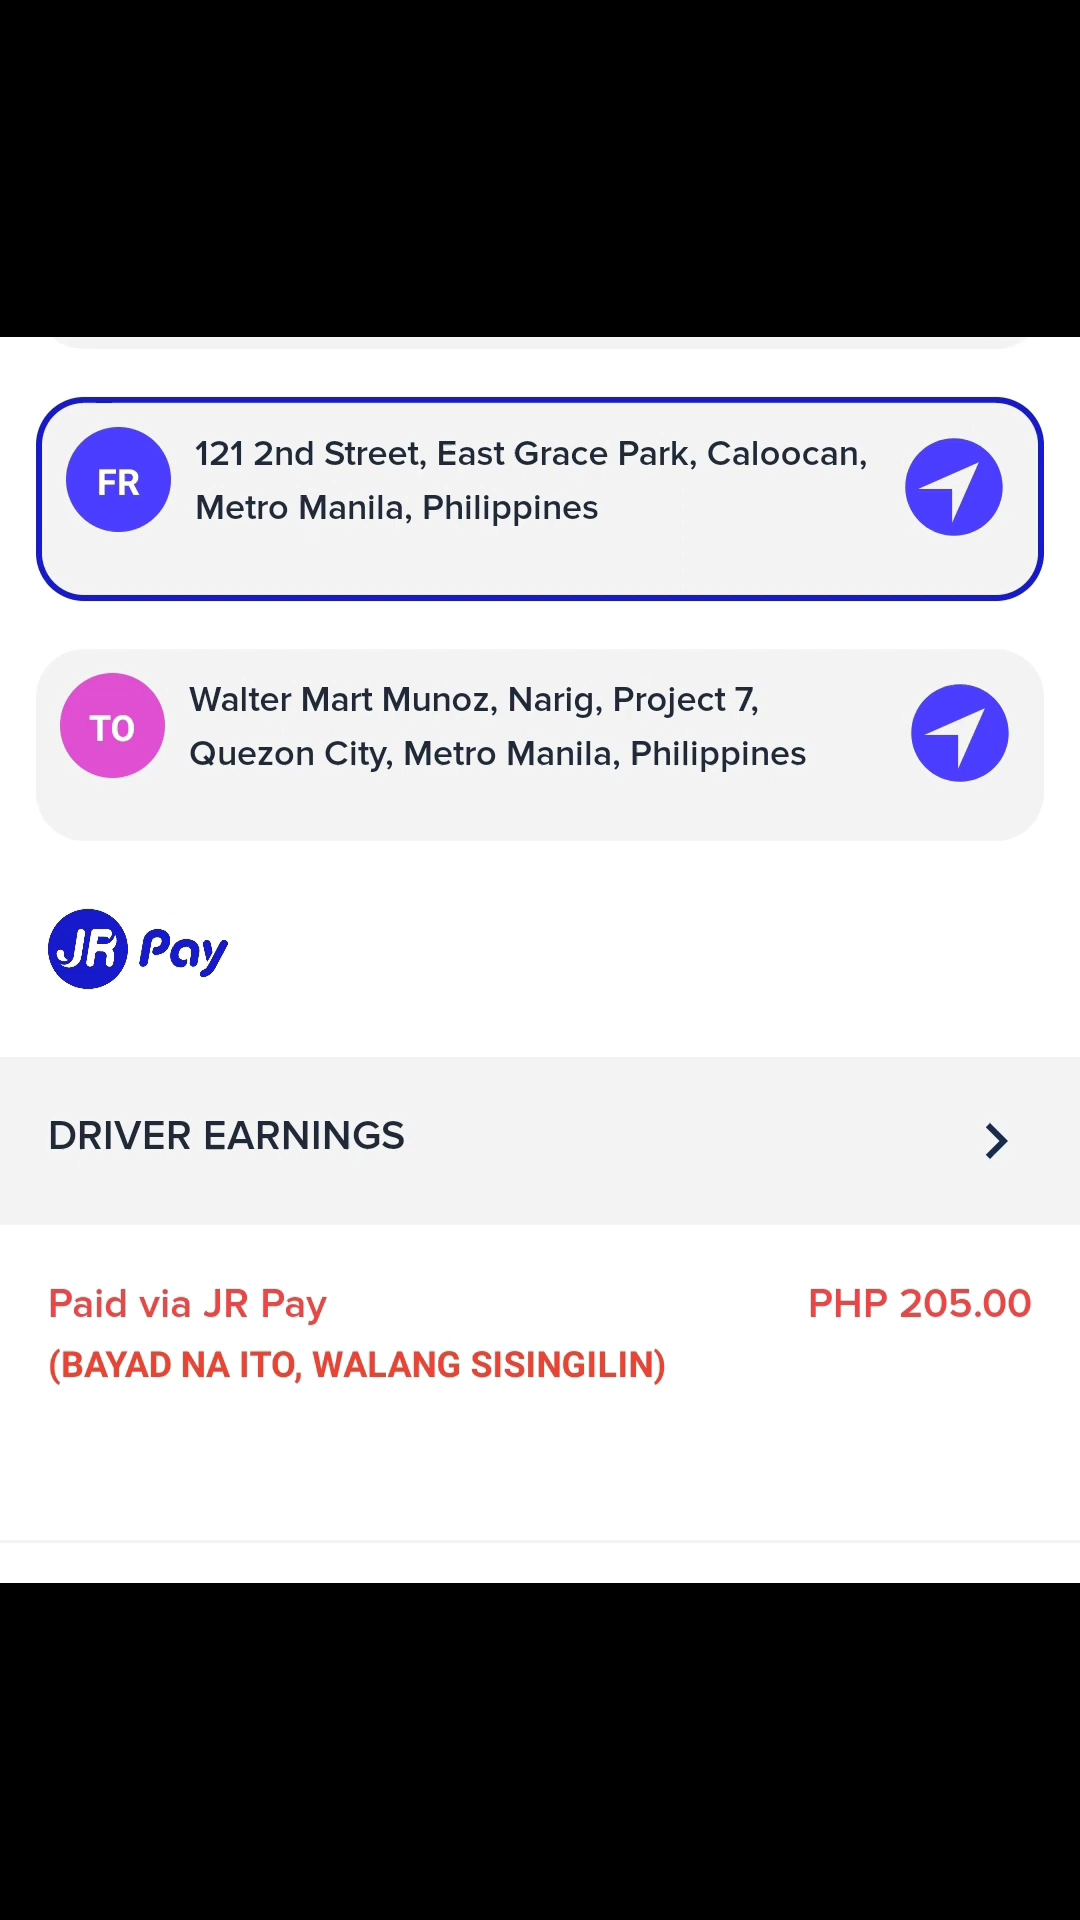 FR
121 2nd Street, East Grace Park, Caloocan,
Metro Manila, Philippines
TO
Walter Mart Munoz, Narig, Project 7,
Quezon City, Metro Manila, Philippines
JR Pay
DRIVER EARNINGS
Paid via JR Pay PHP 205.00
(BAYAD NA ITO, WALANG SISINGILIN)